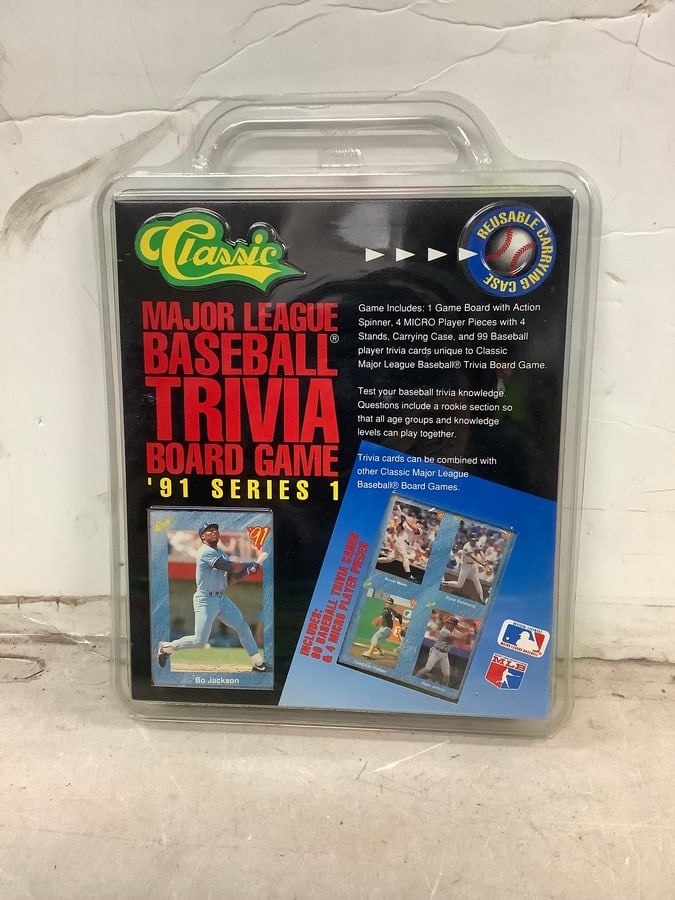 Classic
REUSABLE CARRYING CASE
MAJOR LEAGUE
BASEBALL®
TRIVIA
BOARD GAME
'91 SERIES 1
Game Includes: 1 Game Board with Action
Spinner, 4 MICRO Player Pieces with 4
Stands, Carrying Case, and 99 Baseball
player trivia cards unique to Classic
Major League Baseball® Trivia Board Game.
Test your baseball trivia knowledge.
Questions include a rookie section so
that all age groups and knowledge
levels can play together.
Trivia cards can be combined with
other Classic Major League
Baseball® Board Games.
'91
Bo Jackson
INCLUDED:
99 BASEBALL TRIVIA CARDS
& 4 MICRO PLAYER PIECES
Ryne Sandberg
MLB